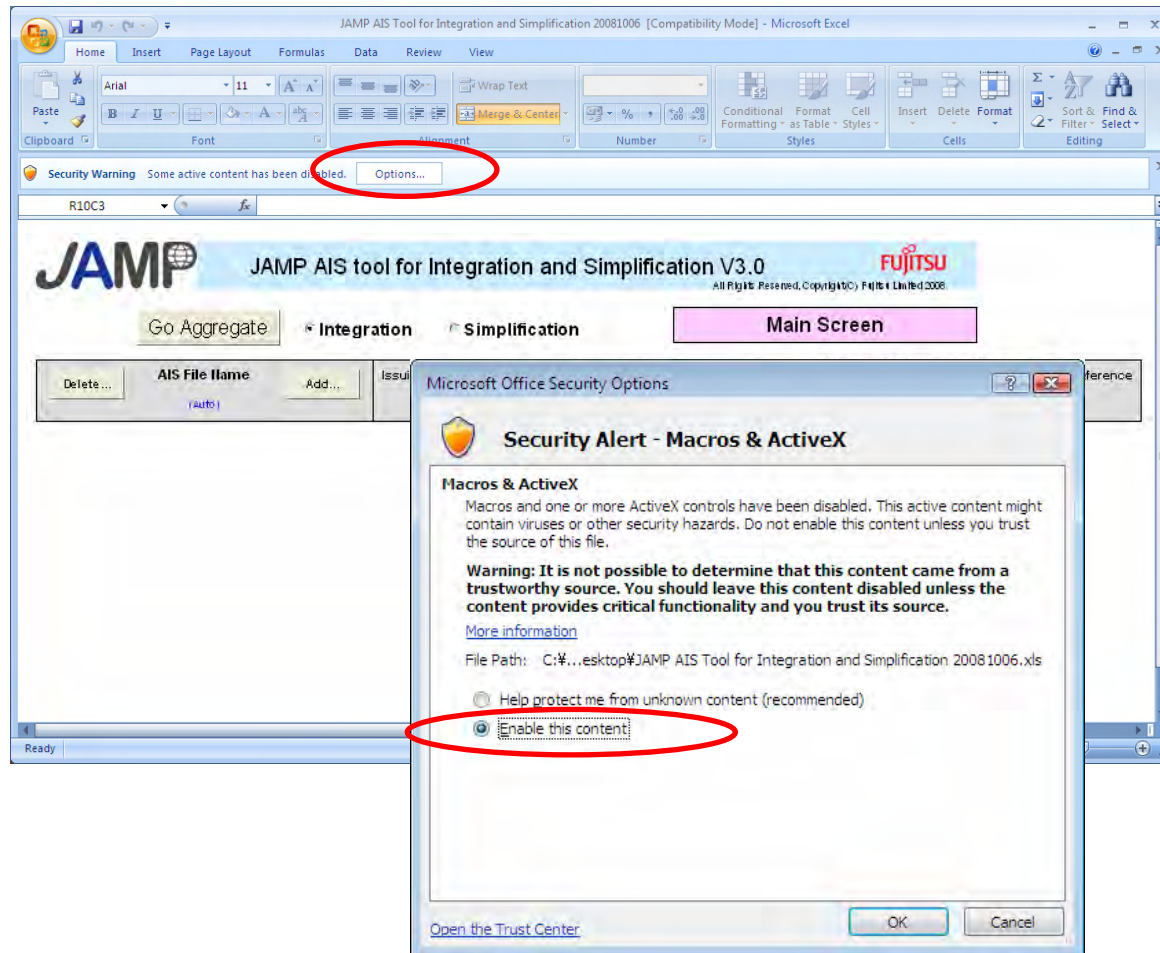 JAMP AIS Tool for Integration and Simplification 20081006 [Compatibility Mode] - Microsoft Excel
Home Insert Page Layout Formulas Data Review View
Paste
Arial 11
Wrap Text
B I U
Merge & Center
% ,
Conditional Formatting
Format as Table
Cell Styles
Insert Delete Format
Σ
Sort & Filter
Find & Select
Clipboard Font Alignment Number Styles Cells Editing
Security Warning Some active content has been disabled. Options...
R10C3 fx
JAMP
JAMP AIS tool for Integration and Simplification V3.0
FUJITSU
All Rights Reserved, Copyright(C) Fujitsu Limited 2008
Go Aggregate Integration Simplification Main Screen
Delete... AIS File Name Add... Issui ference
(Auto)
Microsoft Office Security Options
Security Alert - Macros & ActiveX
Macros & ActiveX
Macros and one or more ActiveX controls have been disabled. This active content might
contain viruses or other security hazards. Do not enable this content unless you trust
the source of this file.
Warning: It is not possible to determine that this content came from a
trustworthy source. You should leave this content disabled unless the
content provides critical functionality and you trust its source.
More information
File Path: C:¥...esktop¥JAMP AIS Tool for Integration and Simplification 20081006.xls
Help protect me from unknown content (recommended)
Enable this content
Ready
Open the Trust Center
OK Cancel